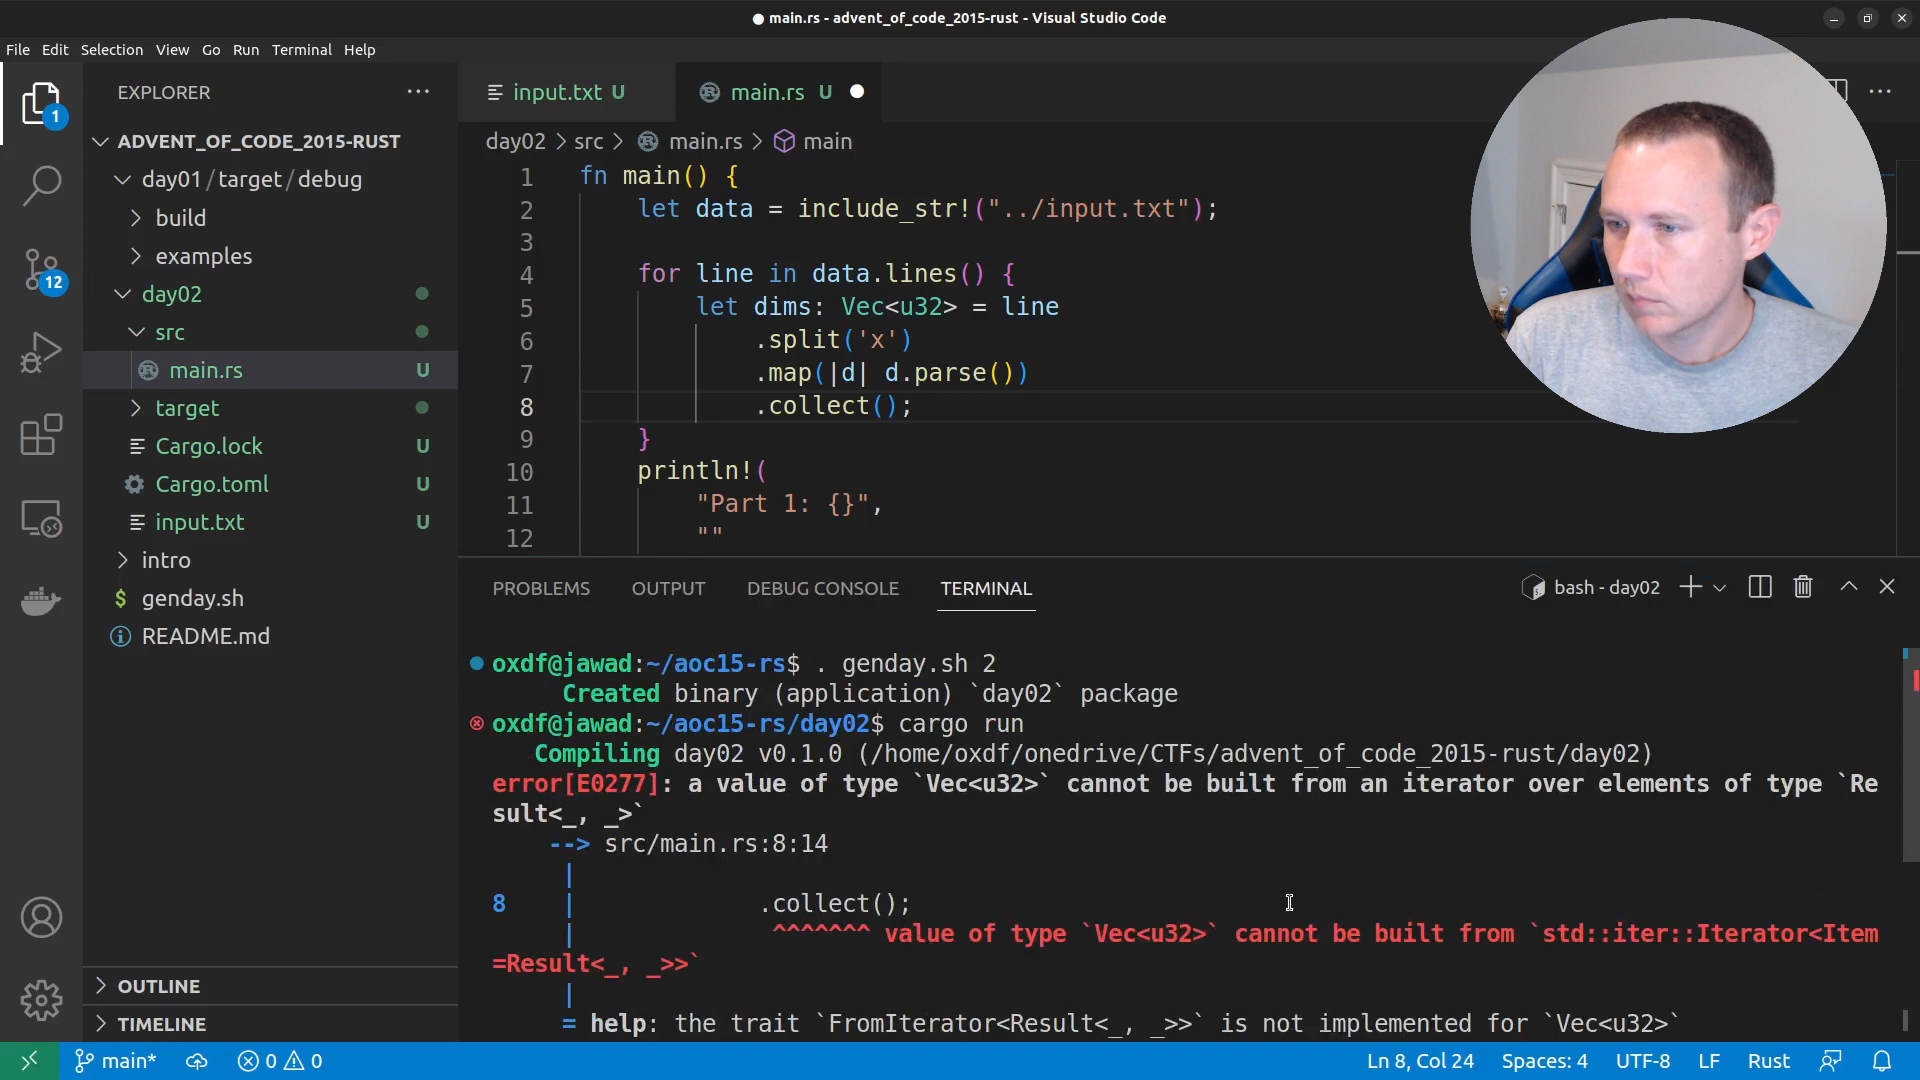 main.rs - advent_of_code_2015-rust - Visual Studio Code
File Edit Selection View Go Run Terminal Help
EXPLORER
ADVENT_OF_CODE_2015-RUST
day01/target/debug
build
examples
day02
src
main.rs U
target
Cargo.lock U
Cargo.toml U
input.txt U
intro
genday.sh
README.md
OUTLINE
TIMELINE
1
12
input.txt U
main.rs U
day02 > src > main.rs > main
1 fn main() {
2 let data = include_str!("../input.txt");
3
4 for line in data.lines() {
5 let dims: Vec<u32> = line
6 .split('x')
7 .map(|d| d.parse())
8 .collect();
9 }
10 println!(
11 "Part 1: {}",
12 ""
PROBLEMS OUTPUT DEBUG CONSOLE TERMINAL
bash - day02
oxdf@jawad:~/aoc15-rs$ . genday.sh 2
Created binary (application) `day02` package
oxdf@jawad:~/aoc15-rs/day02$ cargo run
Compiling day02 v0.1.0 (/home/oxdf/onedrive/CTFs/advent_of_code_2015-rust/day02)
error[E0277]: a value of type `Vec<u32>` cannot be built from an iterator over elements of type `Re
sult<_, _>`
--> src/main.rs:8:14
|
8 | .collect();
| ^^^^^^^ value of type `Vec<u32>` cannot be built from `std::iter::Iterator<Item
=Result<_, _>>`
|
= help: the trait `FromIterator<Result<_, _>>` is not implemented for `Vec<u32>`
main* 0 0 Ln 8, Col 24 Spaces: 4 UTF-8 LF Rust